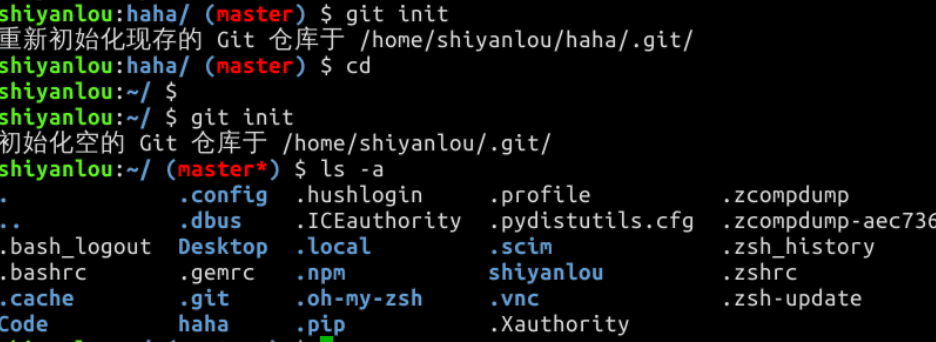 shiyanlou:haha/ (master) $ git init
重新初始化现存的 Git 仓库于 /home/shiyanlou/haha/.git/
shiyanlou:haha/ (master) $ cd
shiyanlou:~/ $
shiyanlou:~/ $ git init
初始化空的 Git 仓库于 /home/shiyanlou/.git/
shiyanlou:~/ (master*) $ ls -a
. .config .hushlogin .profile .zcompdump
.. .dbus .ICEauthority .pydistutils.cfg .zcompdump-aec736
.bash_logout Desktop .local .scim .zsh_history
.bashrc .gemrc .npm shiyanlou .zshrc
.cache .git .oh-my-zsh .vnc .zsh-update
Code haha .pip .Xauthority